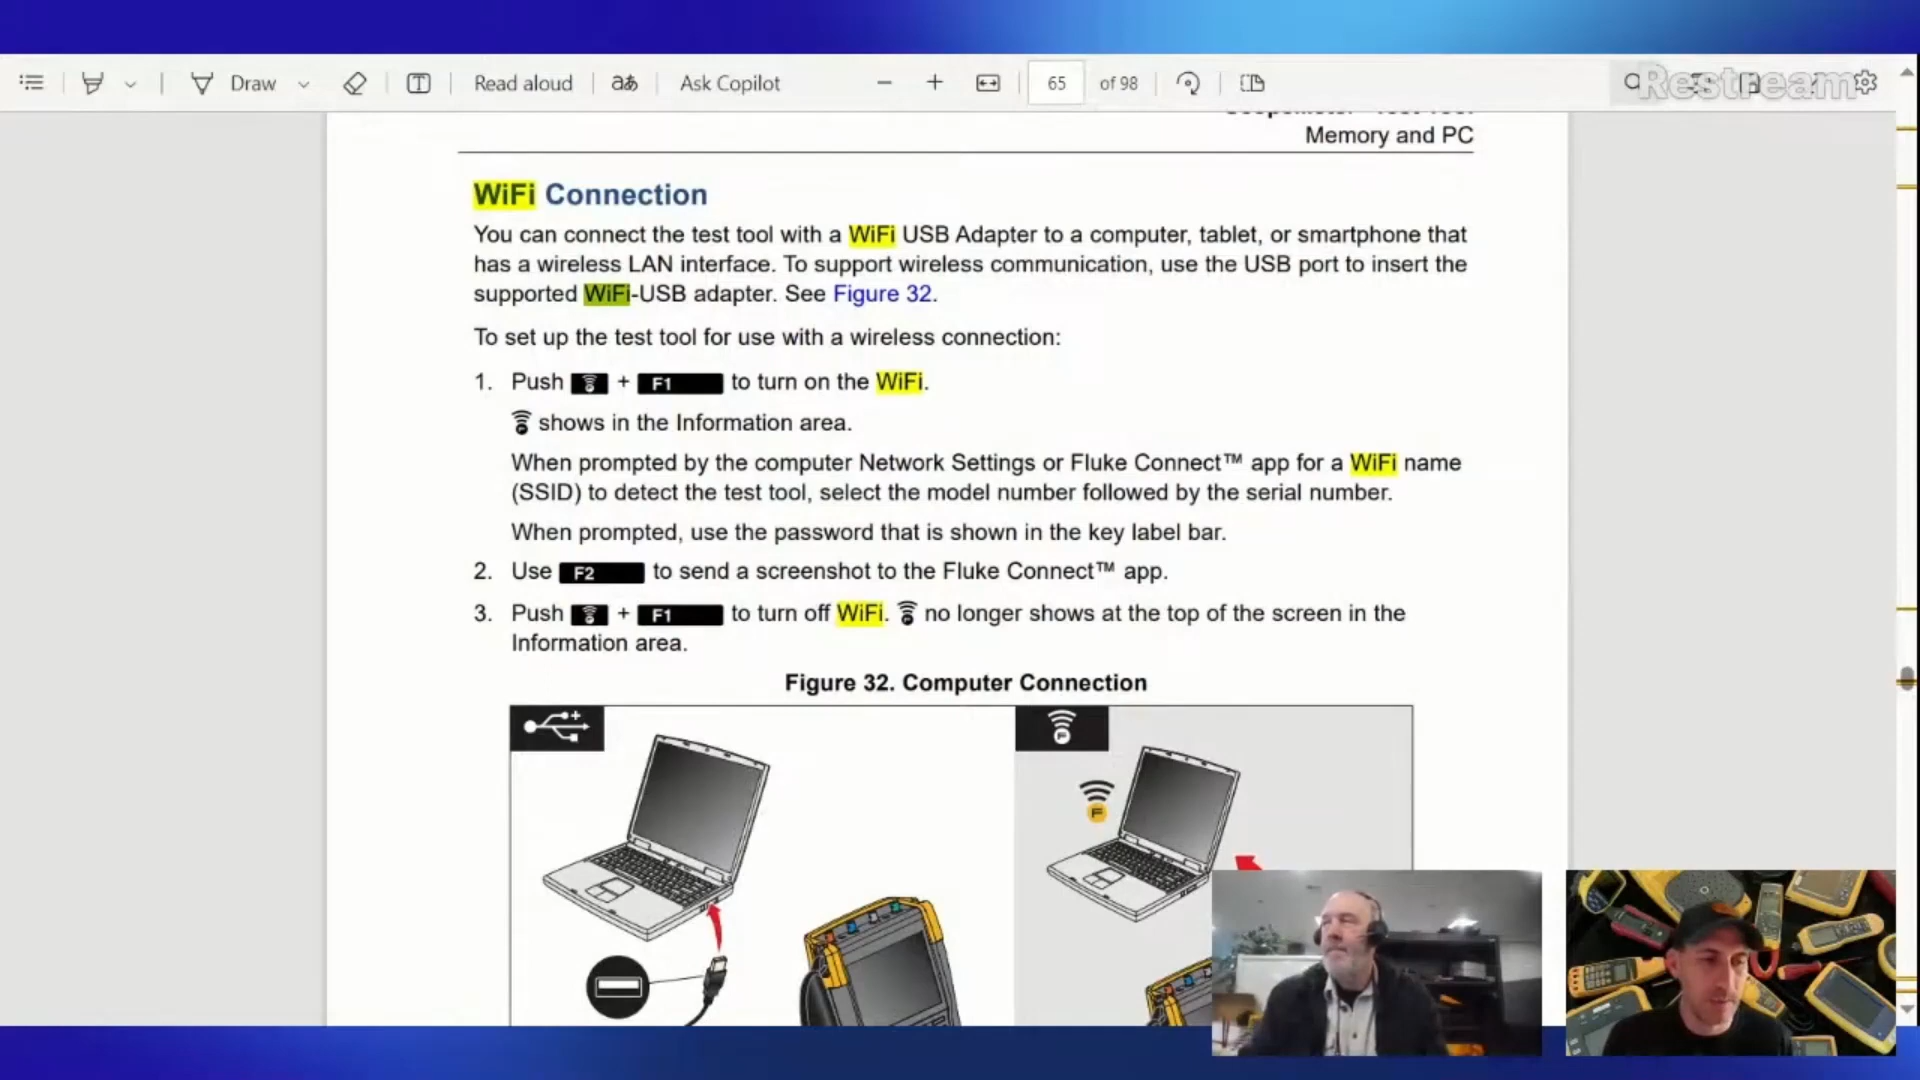 Draw
Read aloud
aあ
Ask Copilot
65
of 98
Restream
Memory and PC
WiFi Connection
You can connect the test tool with a WiFi USB Adapter to a computer, tablet, or smartphone that
has a wireless LAN interface. To support wireless communication, use the USB port to insert the
supported WiFi-USB adapter. See Figure 32.
To set up the test tool for use with a wireless connection:
1. Push + F1 to turn on the WiFi.
shows in the Information area.
When prompted by the computer Network Settings or Fluke Connect™ app for a WiFi name
(SSID) to detect the test tool, select the model number followed by the serial number.
When prompted, use the password that is shown in the key label bar.
2. Use F2 to send a screenshot to the Fluke Connect™ app.
3. Push + F1 to turn off WiFi. no longer shows at the top of the screen in the
Information area.
Figure 32. Computer Connection